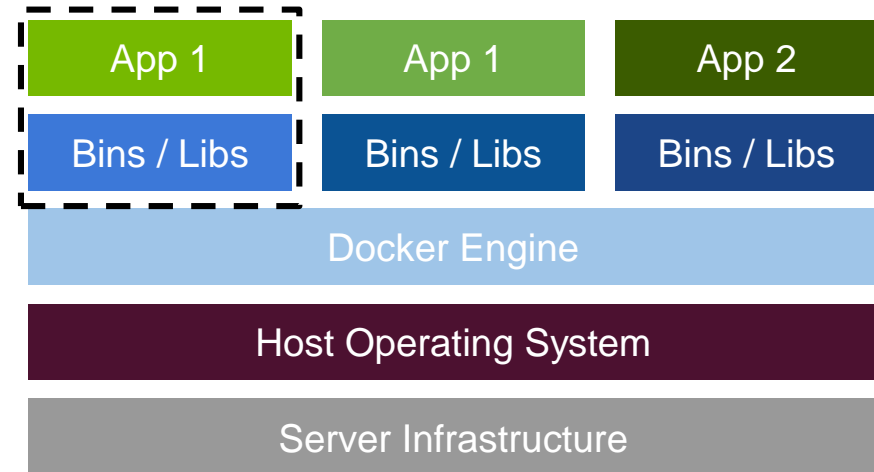 App 1
App 1
App 2
Bins / Libs
Bins / Libs
Bins / Libs
Docker Engine
Host Operating System
Server Infrastructure